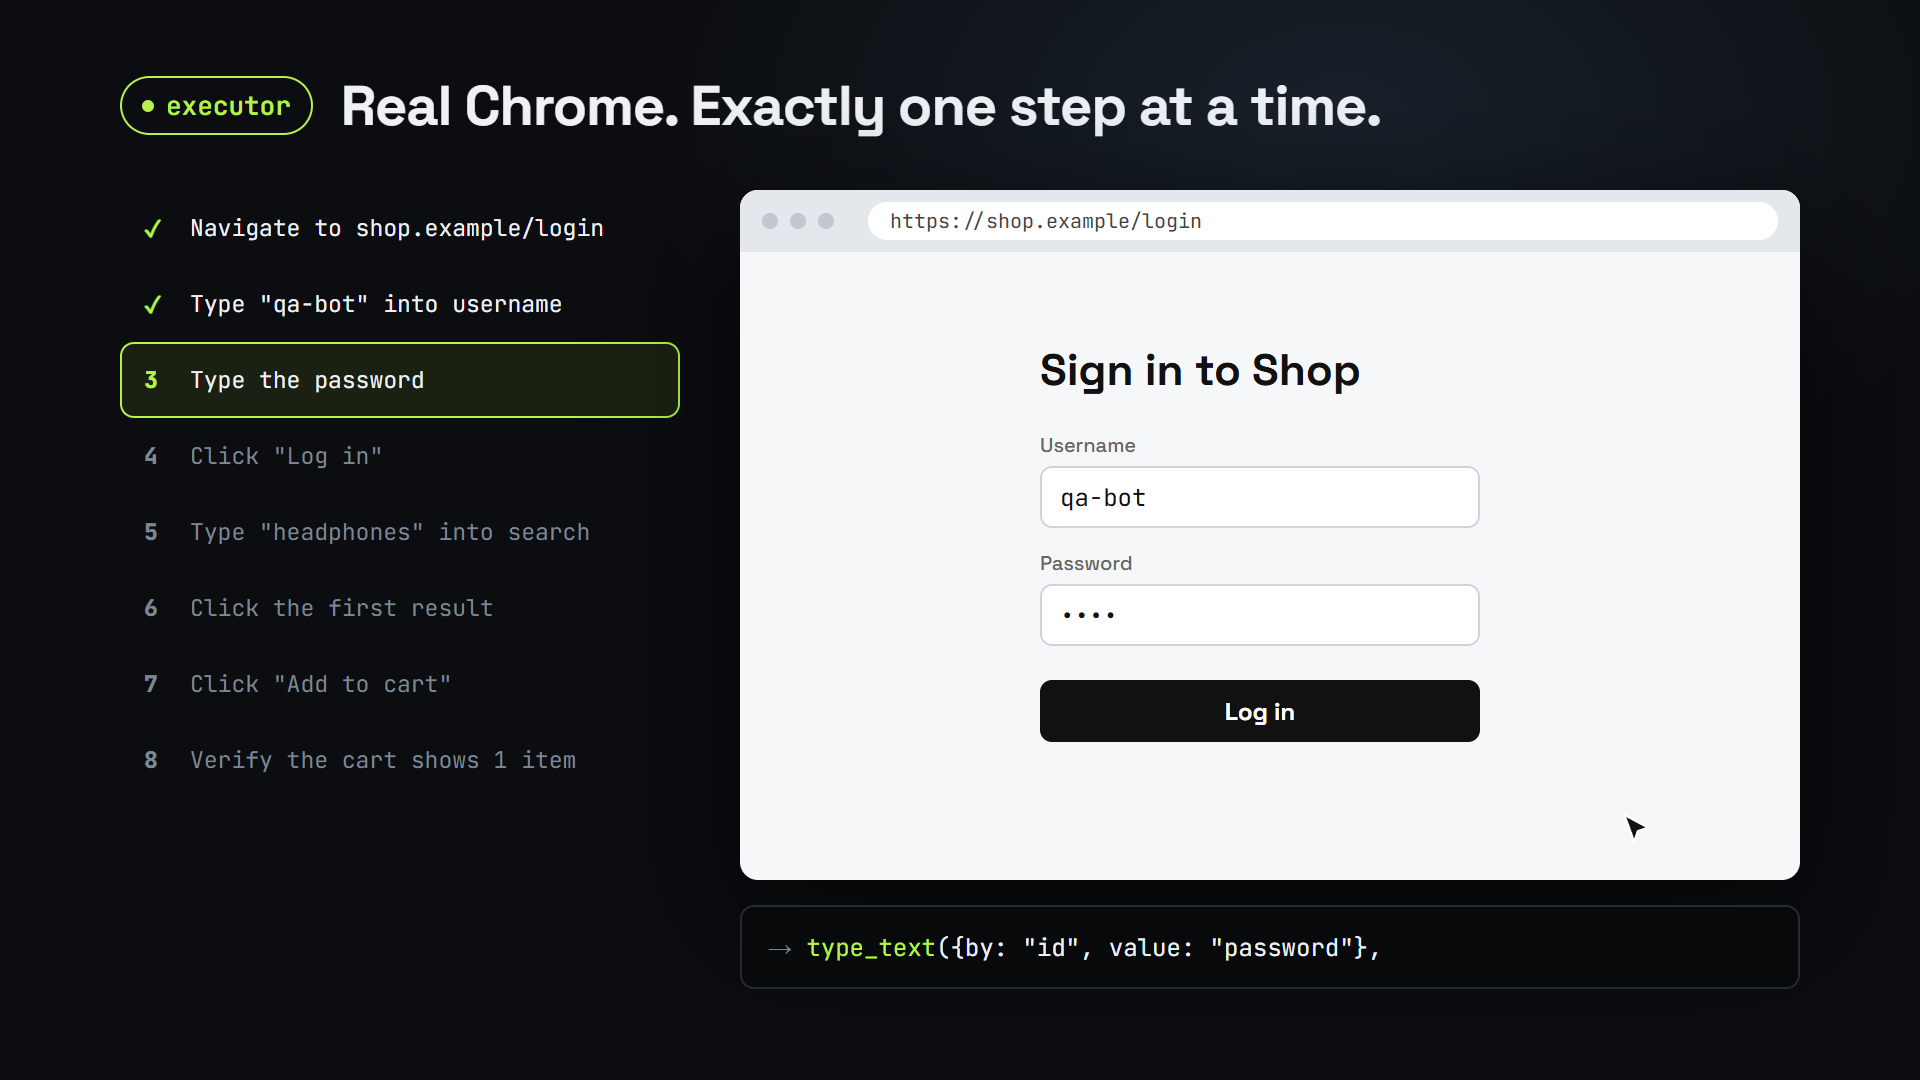 executor
Real Chrome. Exactly one step at a time.
✓ Navigate to shop.example/login
✓ Type "qa-bot" into username
3 Type the password
4 Click "Log in"
5 Type "headphones" into search
6 Click the first result
7 Click "Add to cart"
8 Verify the cart shows 1 item
https://shop.example/login
Sign in to Shop
Username
qa-bot
Password
••••
Log in
→ type_text({by: "id", value: "password"},